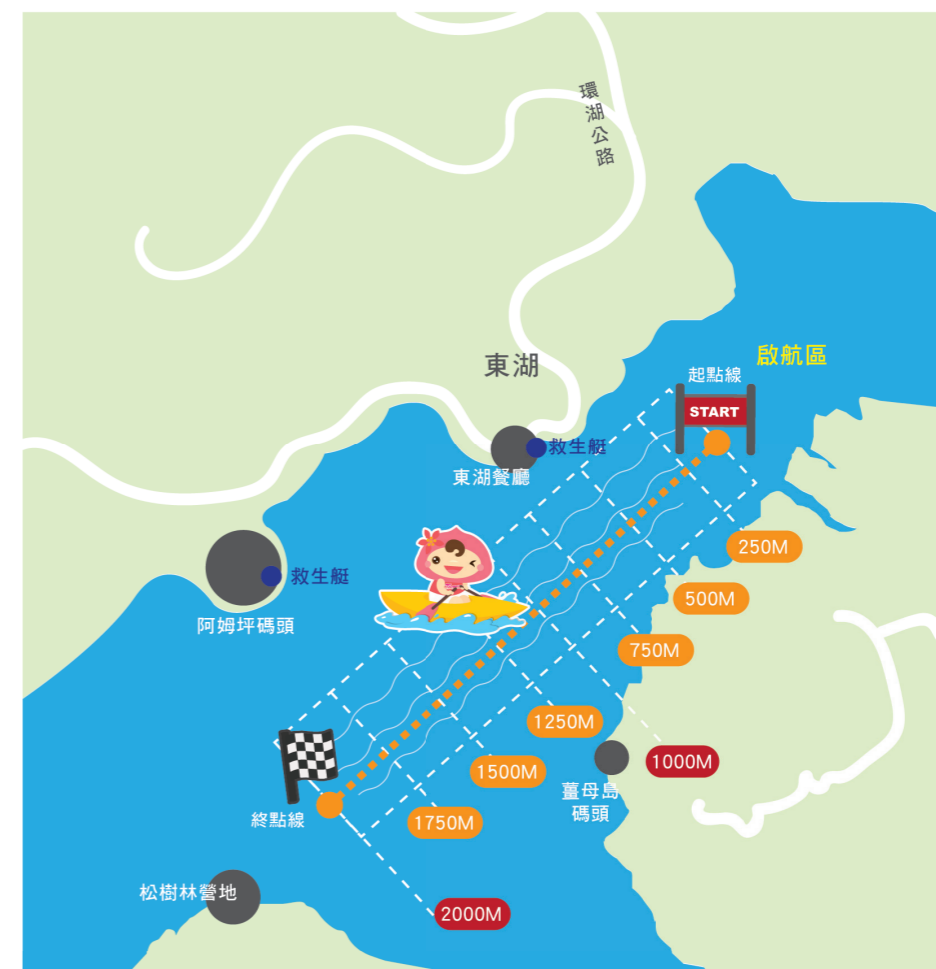 環湖公路
啟航區
東湖
起點線
START
救生艇
東湖餐廳
250M
救生艇
500M
阿姆坪碼頭
750M
1250M
1000M
1500M
薑母島
碼頭
終點線
1750M
松樹林營地
2000M